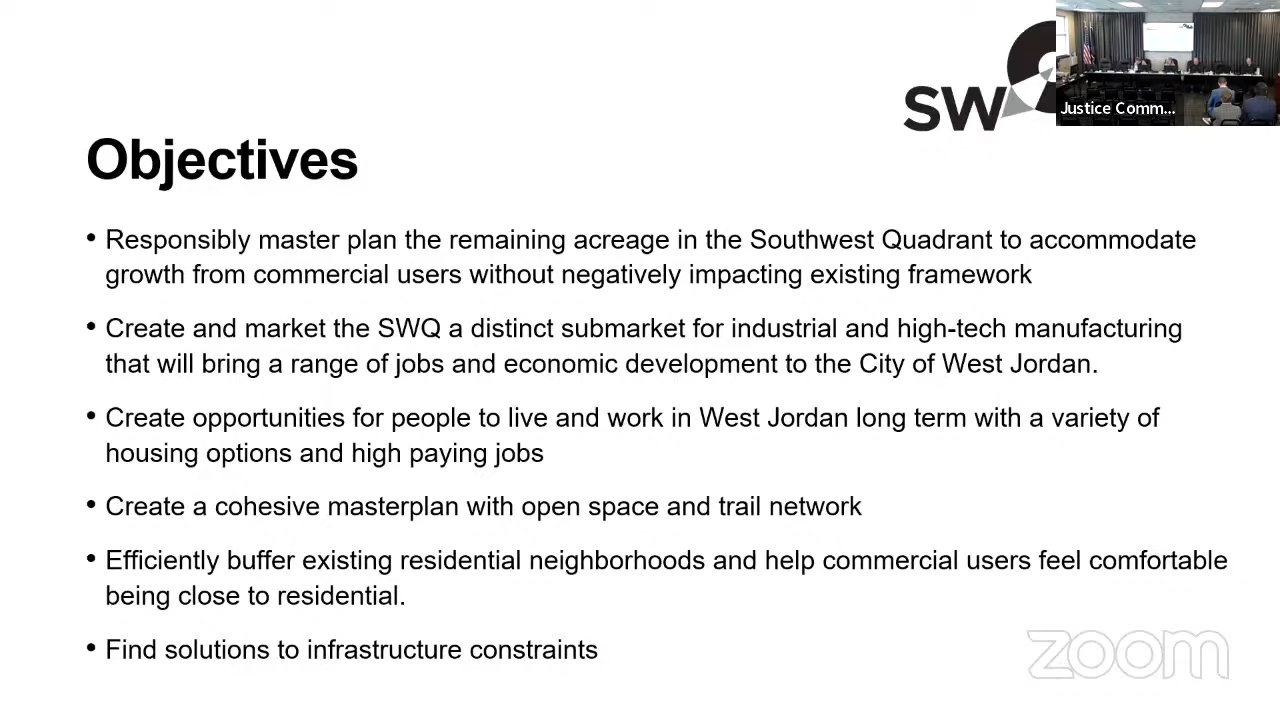 SW
Justice Comm...
Objectives
• Responsibly master plan the remaining acreage in the Southwest Quadrant to accommodate
growth from commercial users without negatively impacting existing framework
• Create and market the SWQ a distinct submarket for industrial and high-tech manufacturing
that will bring a range of jobs and economic development to the City of West Jordan.
• Create opportunities for people to live and work in West Jordan long term with a variety of
housing options and high paying jobs
• Create a cohesive masterplan with open space and trail network
• Efficiently buffer existing residential neighborhoods and help commercial users feel comfortable
being close to residential.
• Find solutions to infrastructure constraints
zoom